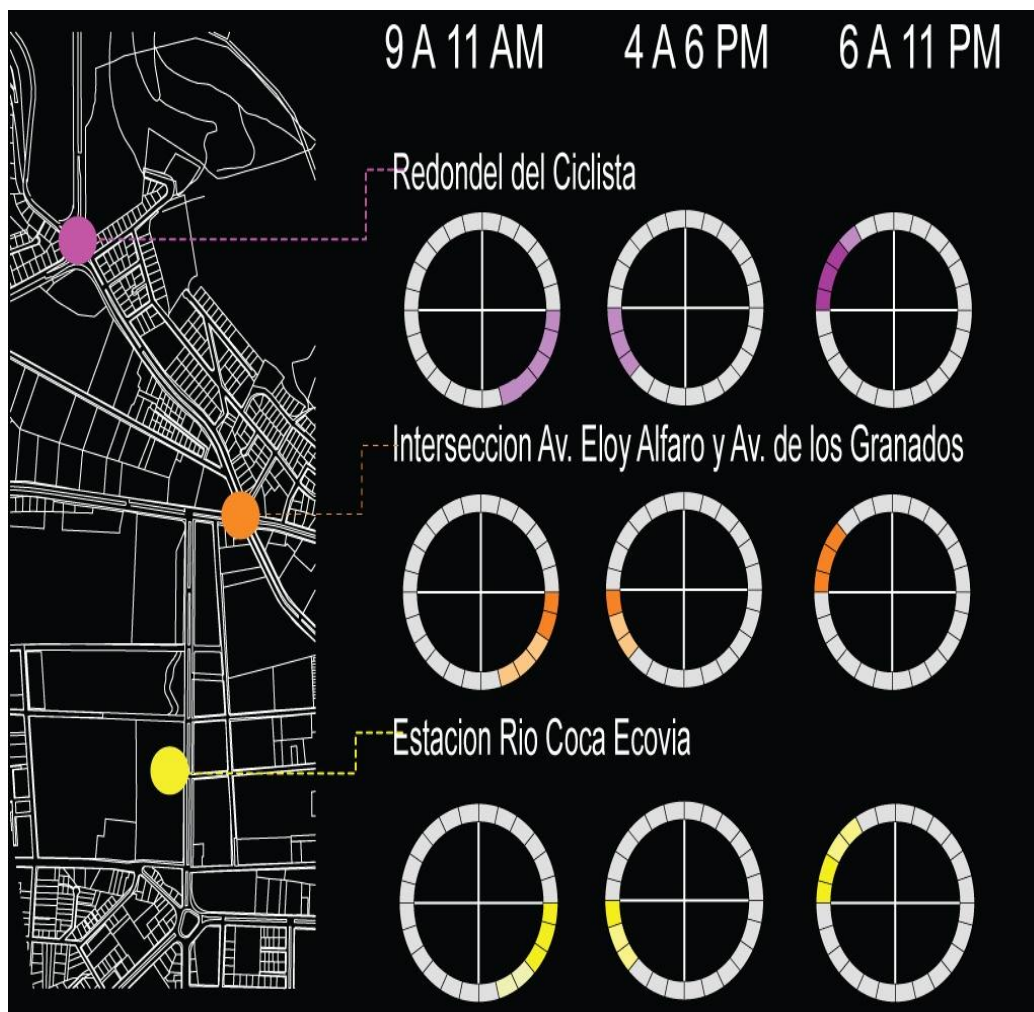 9 A 11 AM 4 A 6 PM 6 A 11 PM
Redondel del Ciclista
Interseccion Av. Eloy Alfaro y Av. de los Granados
Estacion Rio Coca Ecovia